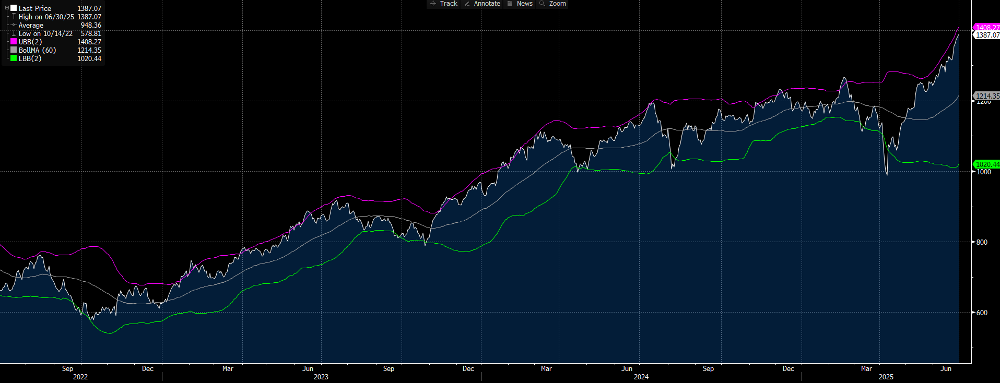 Track Annotate News Zoom
Last Price 1387.07
High on 06/30/25 1387.07
Average 948.36
Low on 10/14/22 578.81
UBB(2) 1408.27
BollMA (60) 1214.35
LBB(2) 1020.44
1408.27
1387.07
1214.35
1200
1020.44
1000
800
600
Sep Dec Mar Jun Sep Dec Mar Jun Sep Dec Mar Jun
2022 2023 2024 2025